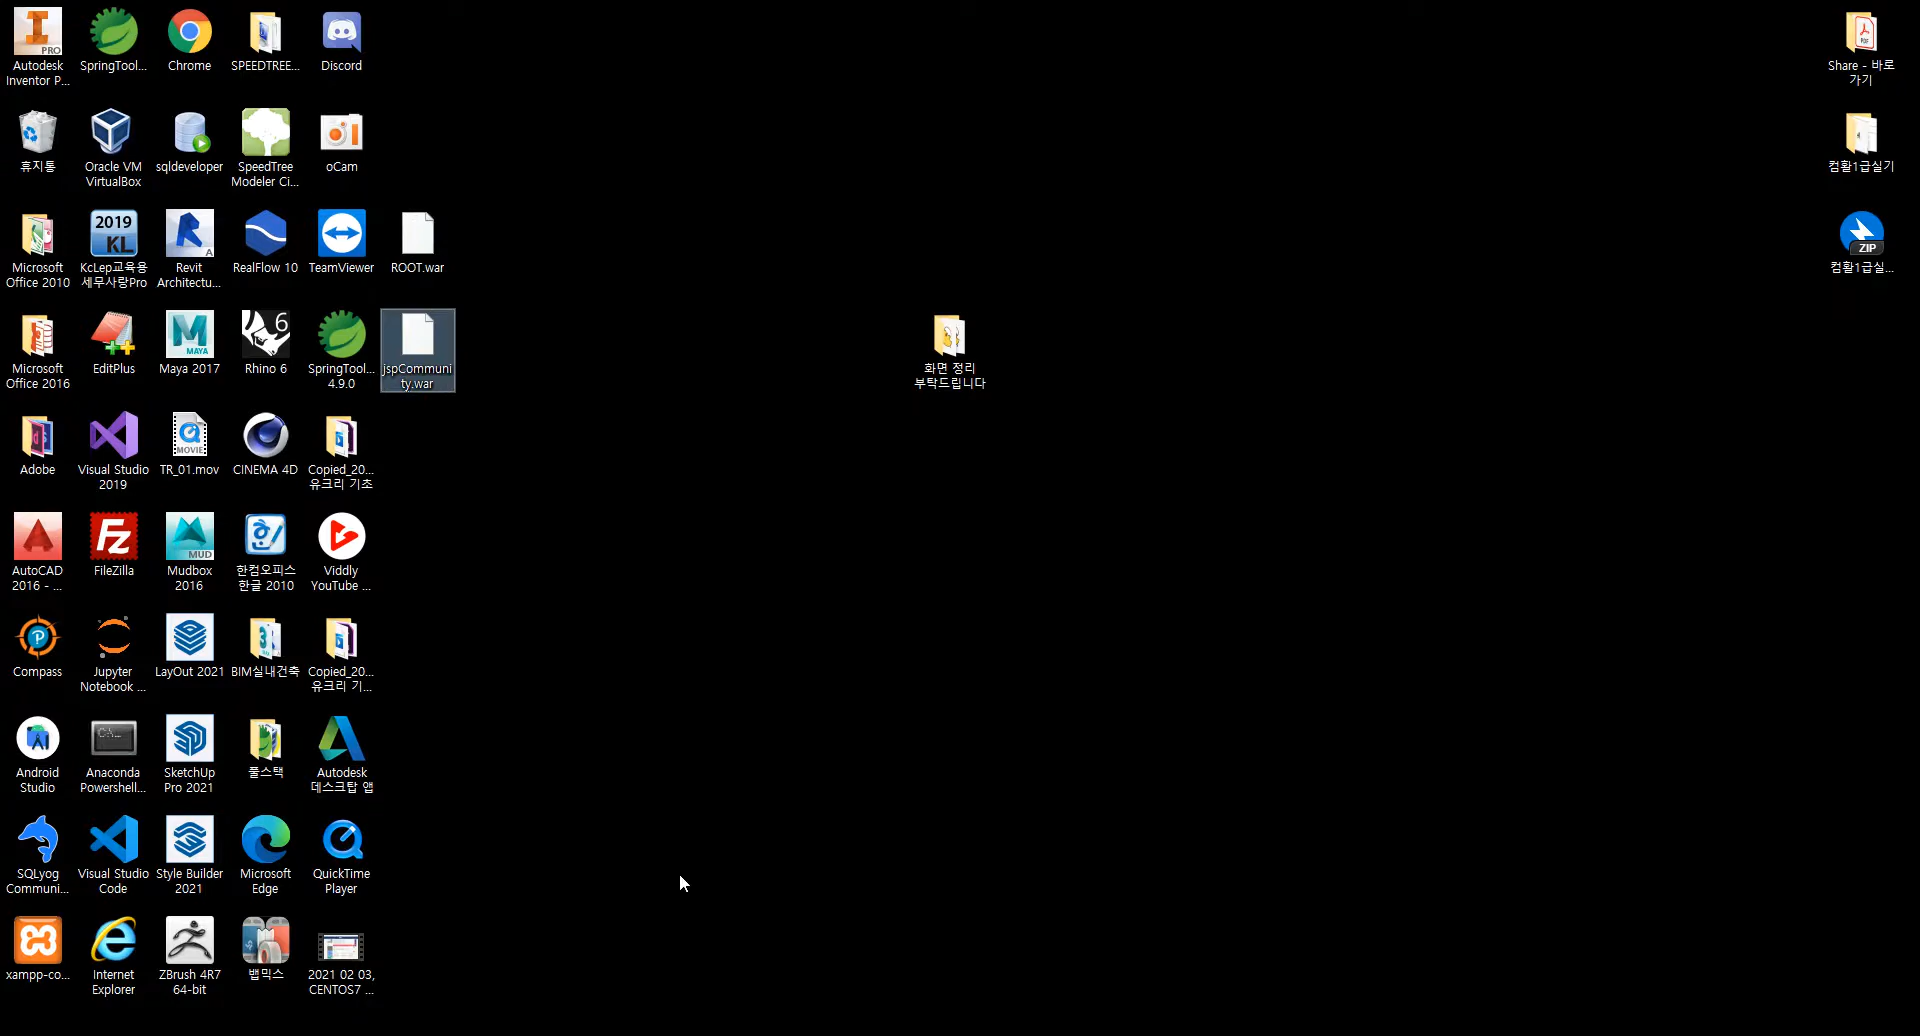 PRO
Autodesk
Inventor P...
SpringTool...
Chrome
SPEEDTREE...
Discord
Share - 바로
가기
휴지통
Oracle VM
VirtualBox
sqldeveloper
SpeedTree
Modeler Ci...
oCam
컴활1급실기
Microsoft
Office 2010
2019
KL
KcLep교육용
세무사랑Pro
A
Revit
Architectu...
RealFlow 10
TeamViewer
ROOT.war
ZIP
컴활1급실...
Microsoft
Office 2016
EditPlus
MAYA
Maya 2017
6
Rhino 6
SpringTool...
4.9.0
jspCommuni
ty.war
화면 정리
부탁드립니다
Adobe
Visual Studio
2019
MOVIE
TR_01.mov
CINEMA 4D
Copied_20...
유크리 기초
AutoCAD
2016 - ...
Fz
FileZilla
MUD
Mudbox
2016
한컴오피스
한글 2010
Viddly
YouTube ...
Compass
Jupyter
Notebook ...
LayOut 2021
BIM실내건축
Copied_20...
유크리 기...
Android
Studio
Anaconda
Powershell...
SketchUp
Pro 2021
풀스택
Autodesk
데스크탑 앱
SQLyog
Communi...
Visual Studio
Code
Style Builder
2021
Microsoft
Edge
QuickTime
Player
xampp-co...
Internet
Explorer
ZBrush 4R7
64-bit
뱁믹스
2021 02 03,
CENTOS7 ...